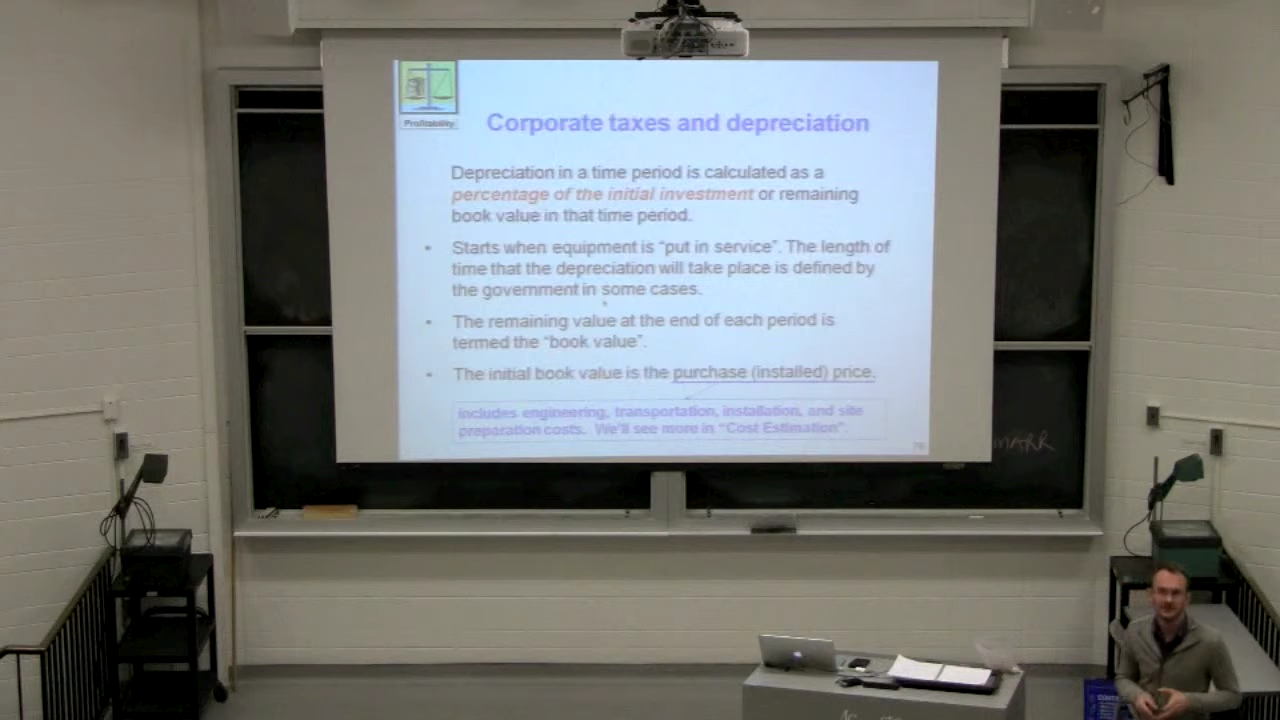 Profitability
Corporate taxes and depreciation
Depreciation in a time period is calculated as a
percentage of the initial investment or remaining
book value in that time period.
• Starts when equipment is “put in service”. The length of
time that the depreciation will take place is defined by
the government in some cases.
• The remaining value at the end of each period is
termed the “book value”.
• The initial book value is the purchase (installed) price.
includes engineering, transportation, installation, and site
preparation costs. We'll see more in “Cost Estimation”.
MARR